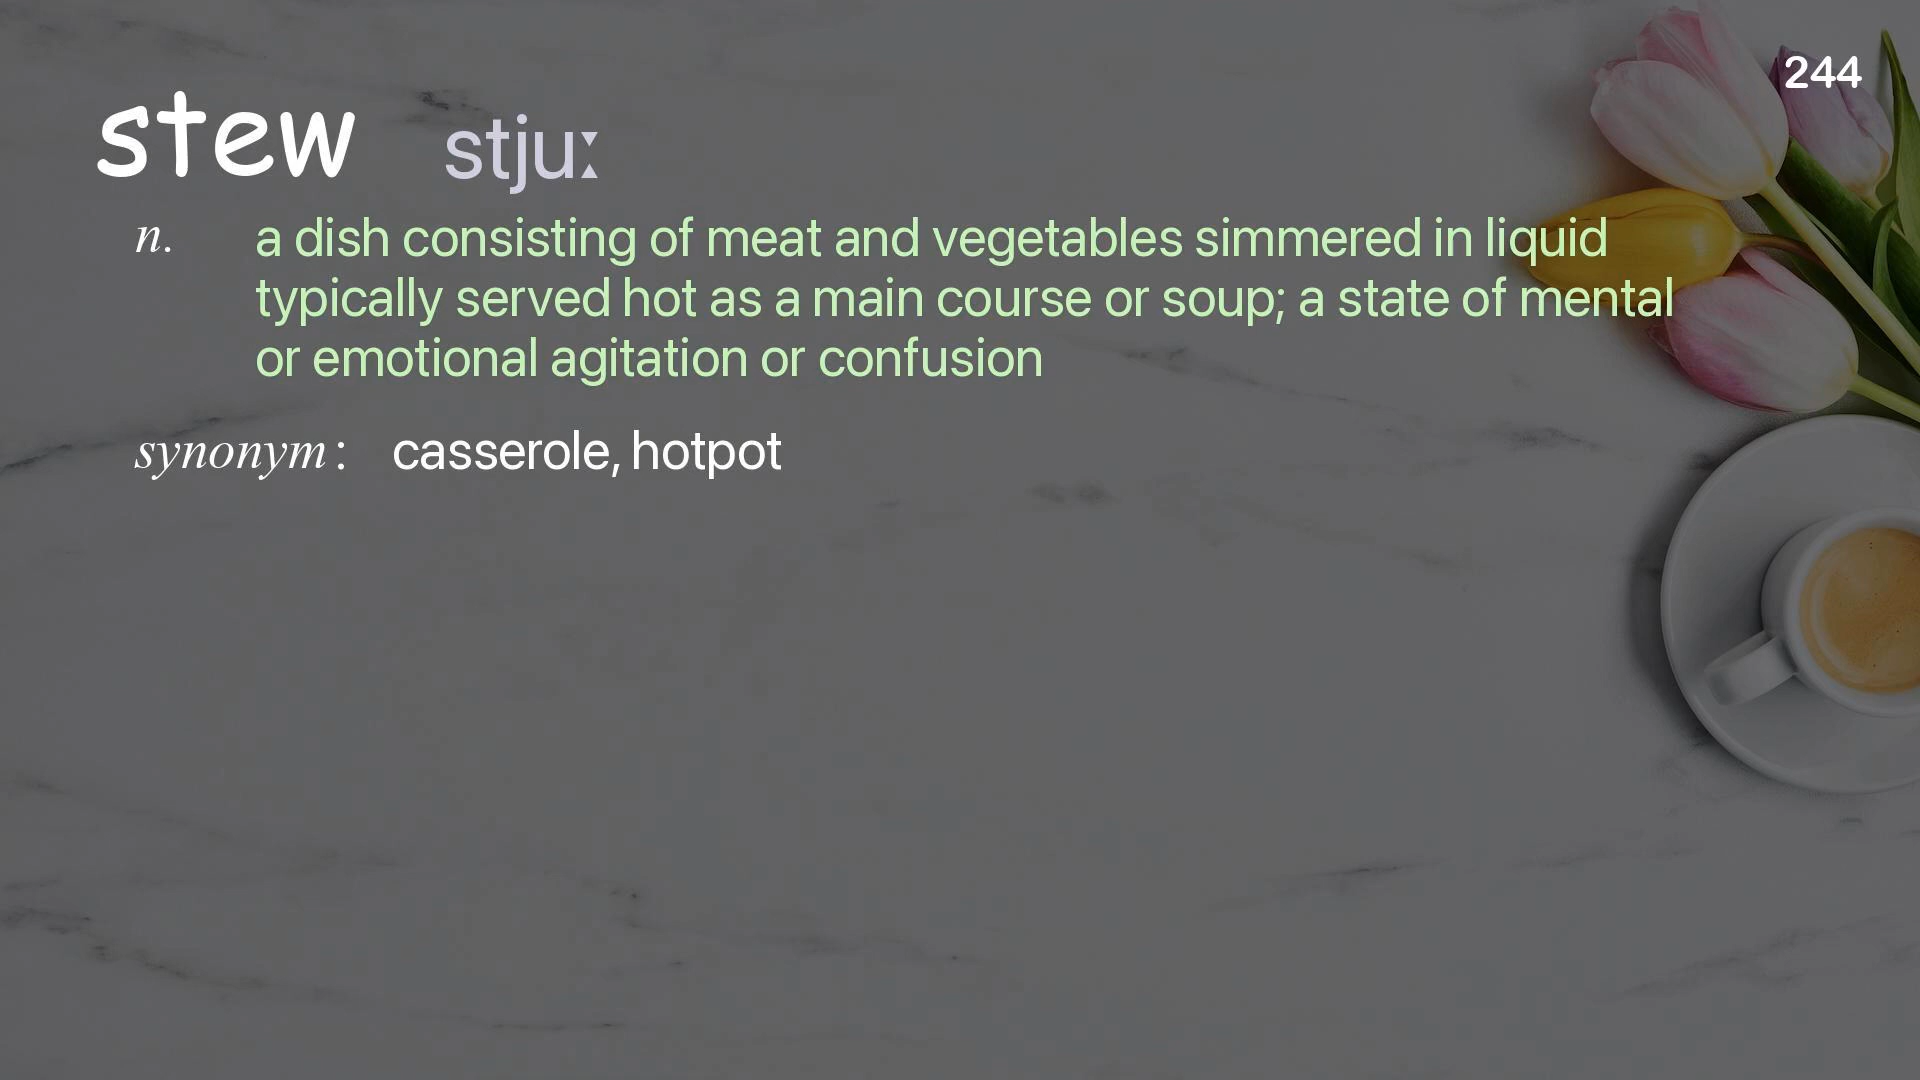 244
stew stjuː
n. a dish consisting of meat and vegetables simmered in liquid
typically served hot as a main course or soup; a state of mental
or emotional agitation or confusion
synonym : casserole, hotpot